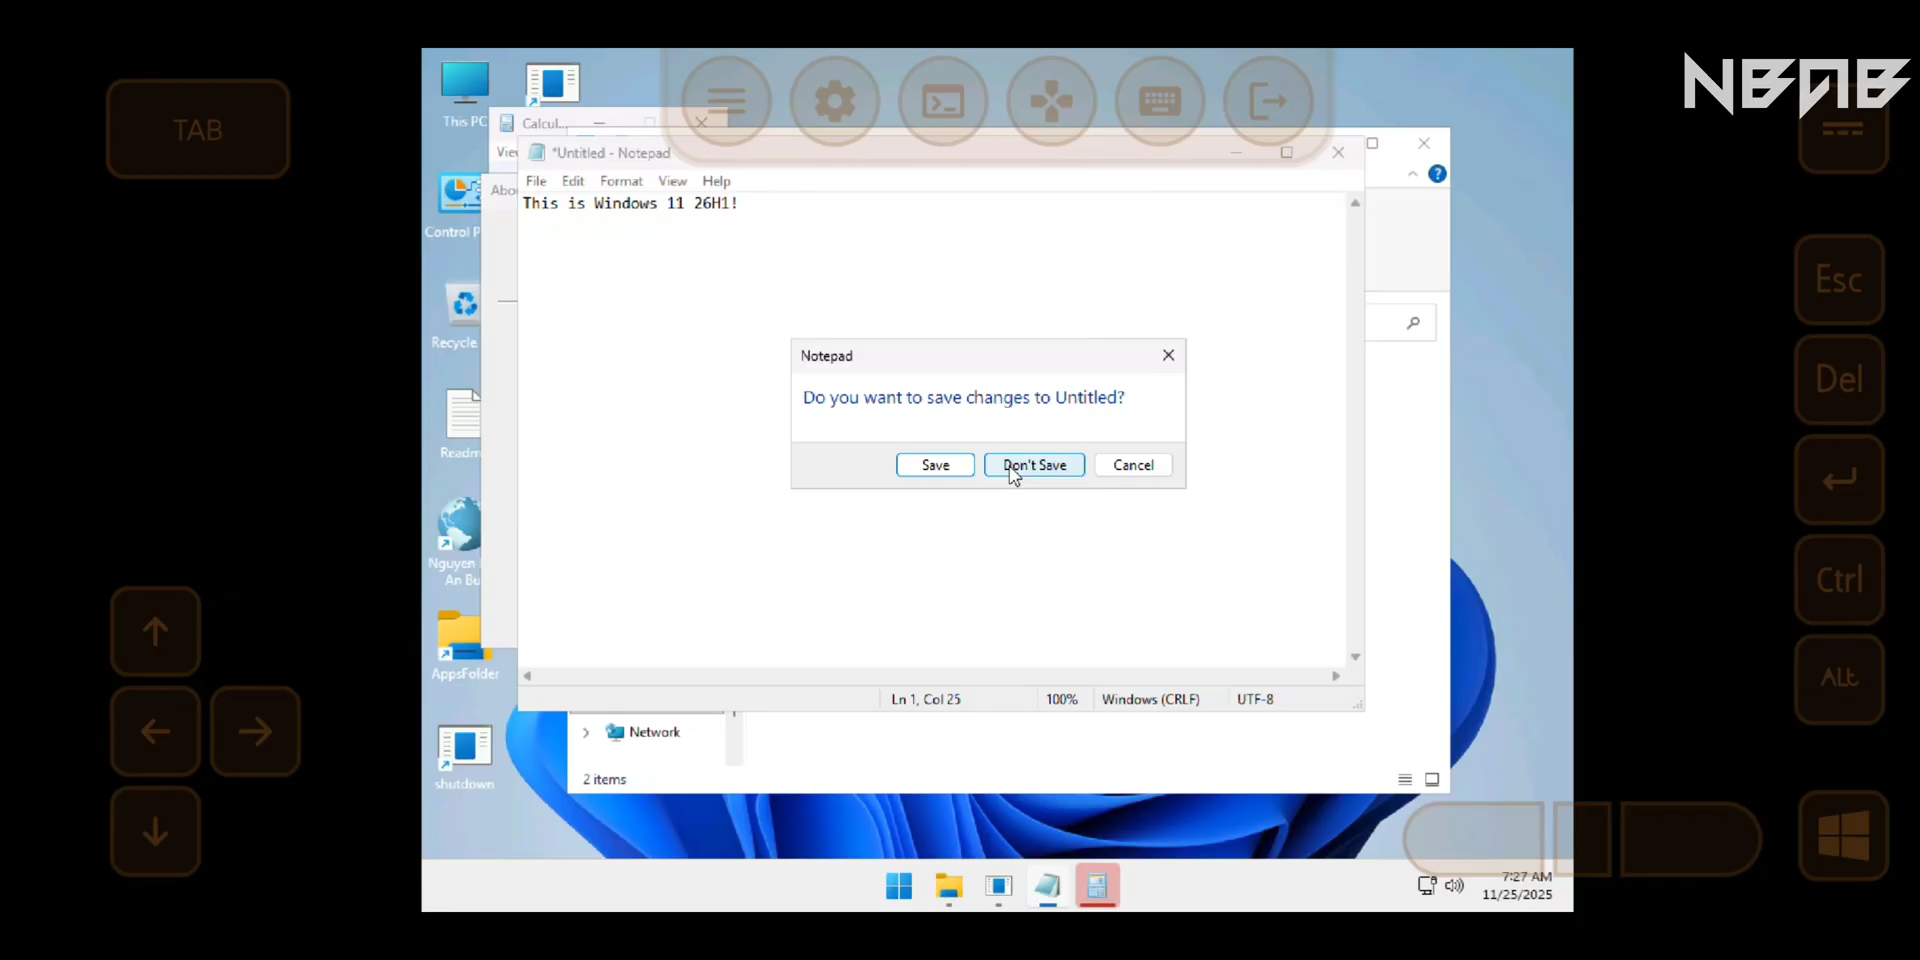 NBAB
TAB
This PC
Calcul...
View
*Untitled - Notepad
File Edit Format View Help
This is Windows 11 26H1!
Abo
Control P
Recycle
Readm
Nguyen
An Bu
AppsFolder
shutdown
Notepad
Do you want to save changes to Untitled?
Save Don't Save Cancel
Ln 1, Col 25 100% Windows (CRLF) UTF-8
Network
2 items
7:27 AM
11/25/2025
Esc
Del
Ctrl
ALt